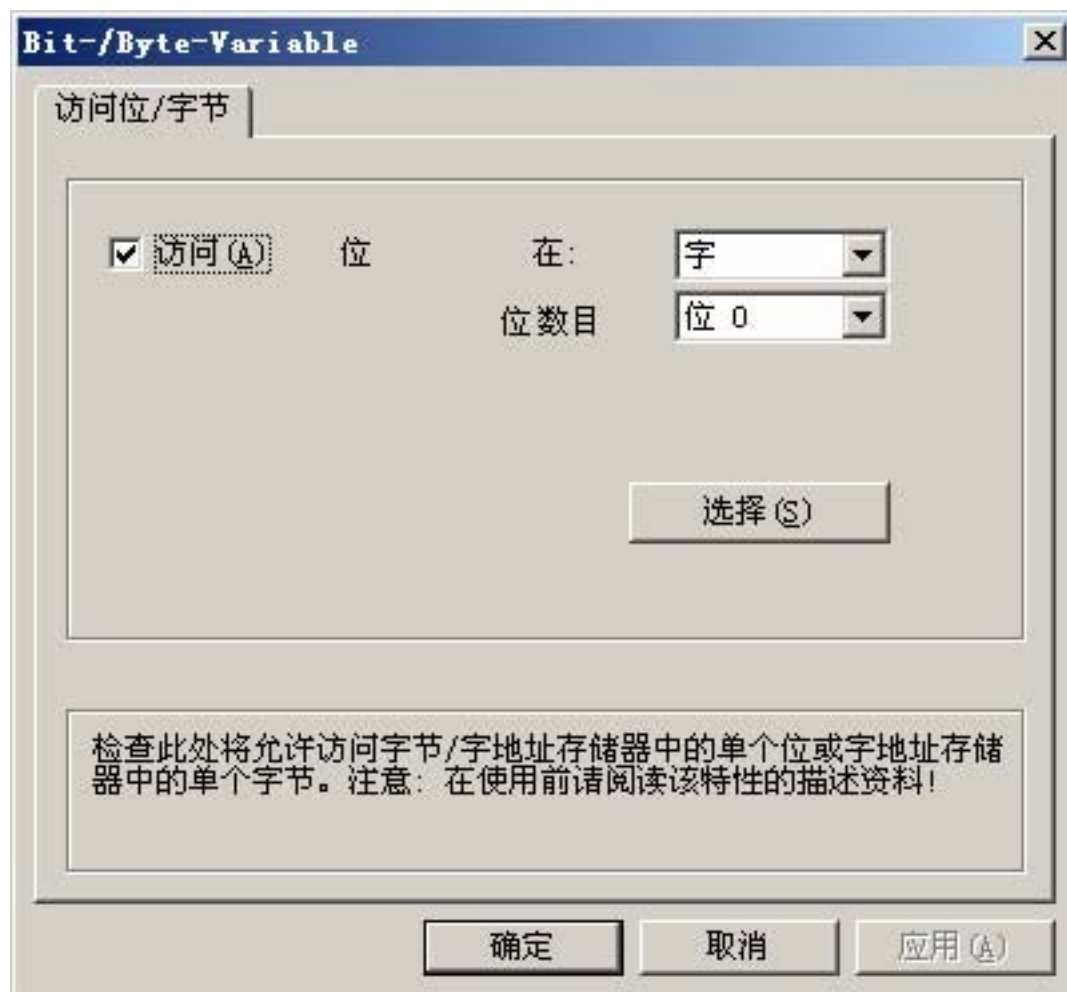 Bit-/Byte-Variable
访问位/字节
访问(A) 位 在: 字
位数目 位 0
选择(S)
检查此处将允许访问字节/字地址存储器中的单个位或字地址存储
器中的单个字节。注意: 在使用前请阅读该特性的描述资料!
确定 取消 应用(A)